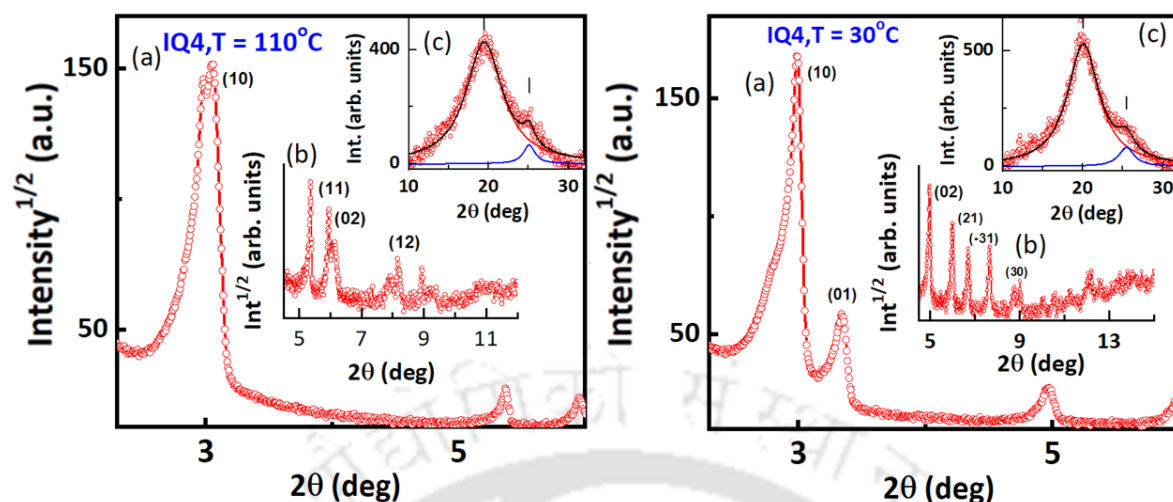 IQ4,T = 110°C
(a)
(10)
150
50
Intensity^1/2 (a.u.)
3
5
2θ (deg)
(c)
400
0
Int. (arb. units)
10
20
30
2θ (deg)
(b)
(11)
(02)
(12)
Int^1/2 (arb. units)
5
7
9
11
2θ (deg)
IQ4,T = 30°C
(a)
(10)
(01)
150
50
Intensity^1/2 (a.u.)
3
5
2θ (deg)
(c)
500
0
Int. (arb. units)
10
20
30
2θ (deg)
(02)
(21)
(-31)
(30)
(b)
Int^1/2 (arb. units)
5
9
13
2θ (deg)